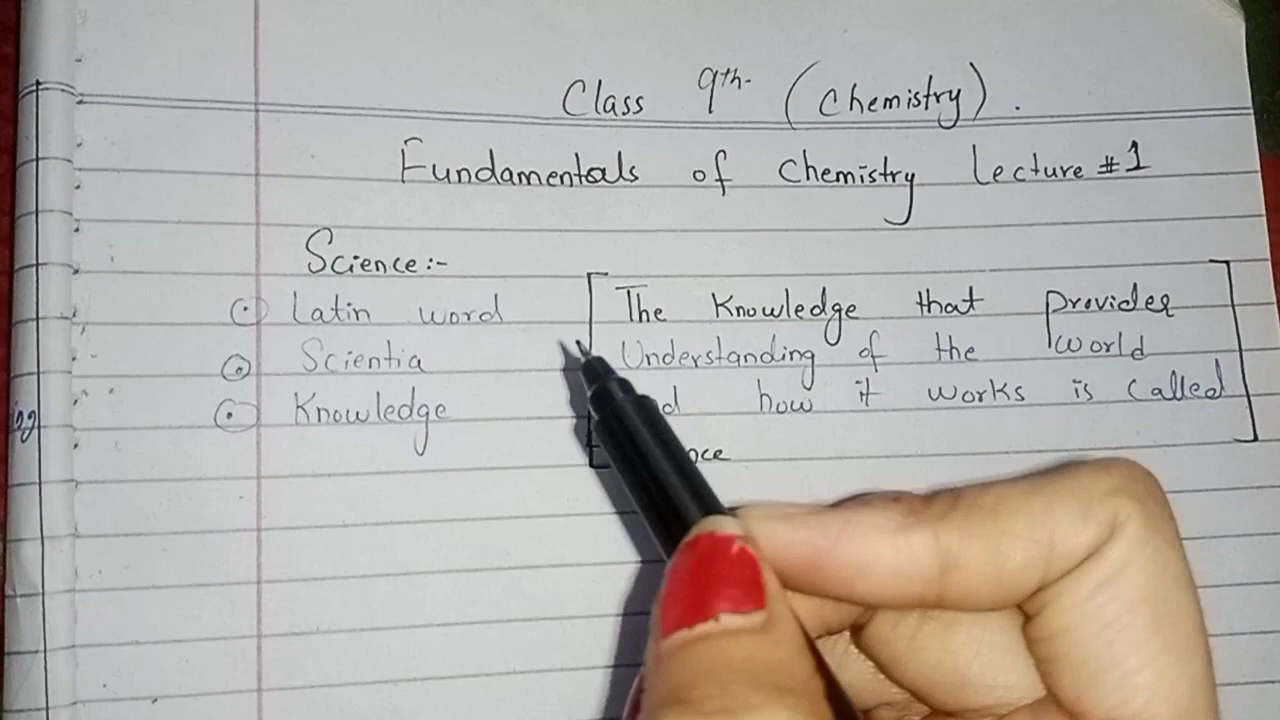 Class 9th. (Chemistry).
Fundamentals of Chemistry Lecture #1
Science:-
Latin word
Scientia
Knowledge
The Knowledge that provider
Understanding of the World
how it works is called